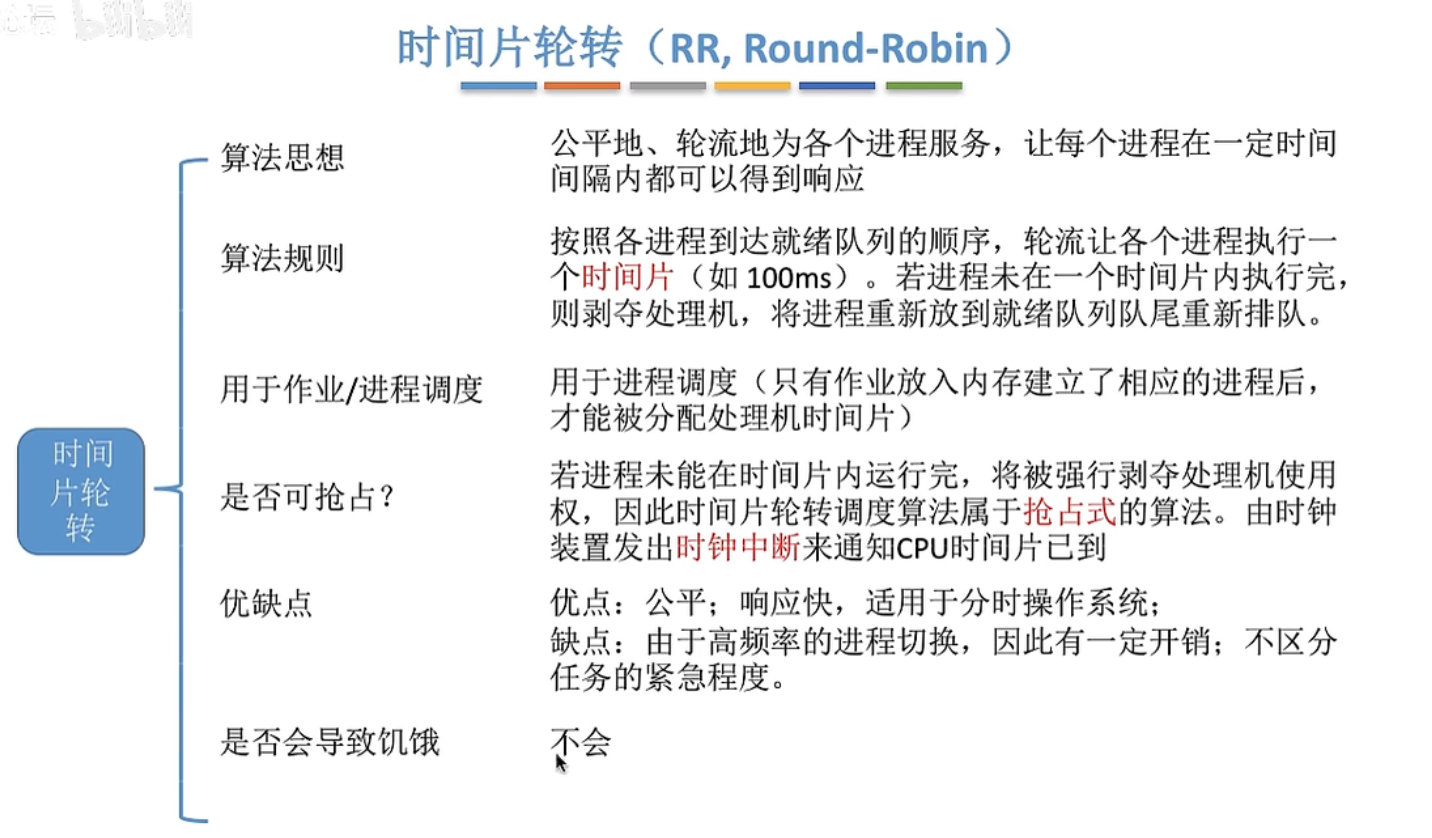 论坛 bilibili
时间片轮转（RR, Round-Robin）
算法思想
公平地、轮流地为各个进程服务，让每个进程在一定时间
间隔内都可以得到响应
算法规则
按照各进程到达就绪队列的顺序，轮流让各个进程执行一
个时间片（如 100ms）。若进程未在一个时间片内执行完，
则剥夺处理机，将进程重新放到就绪队列队尾重新排队。
用于作业/进程调度
用于进程调度（只有作业放入内存建立了相应的进程后，
才能被分配处理机时间片）
时间
片轮
转
是否可抢占？
若进程未能在时间片内运行完，将被强行剥夺处理机使用
权，因此时间片轮转调度算法属于抢占式的算法。由时钟
装置发出时钟中断来通知CPU时间片已到
优缺点
优点：公平；响应快，适用于分时操作系统；
缺点：由于高频率的进程切换，因此有一定开销；不区分
任务的紧急程度。
是否会导致饥饿
不会